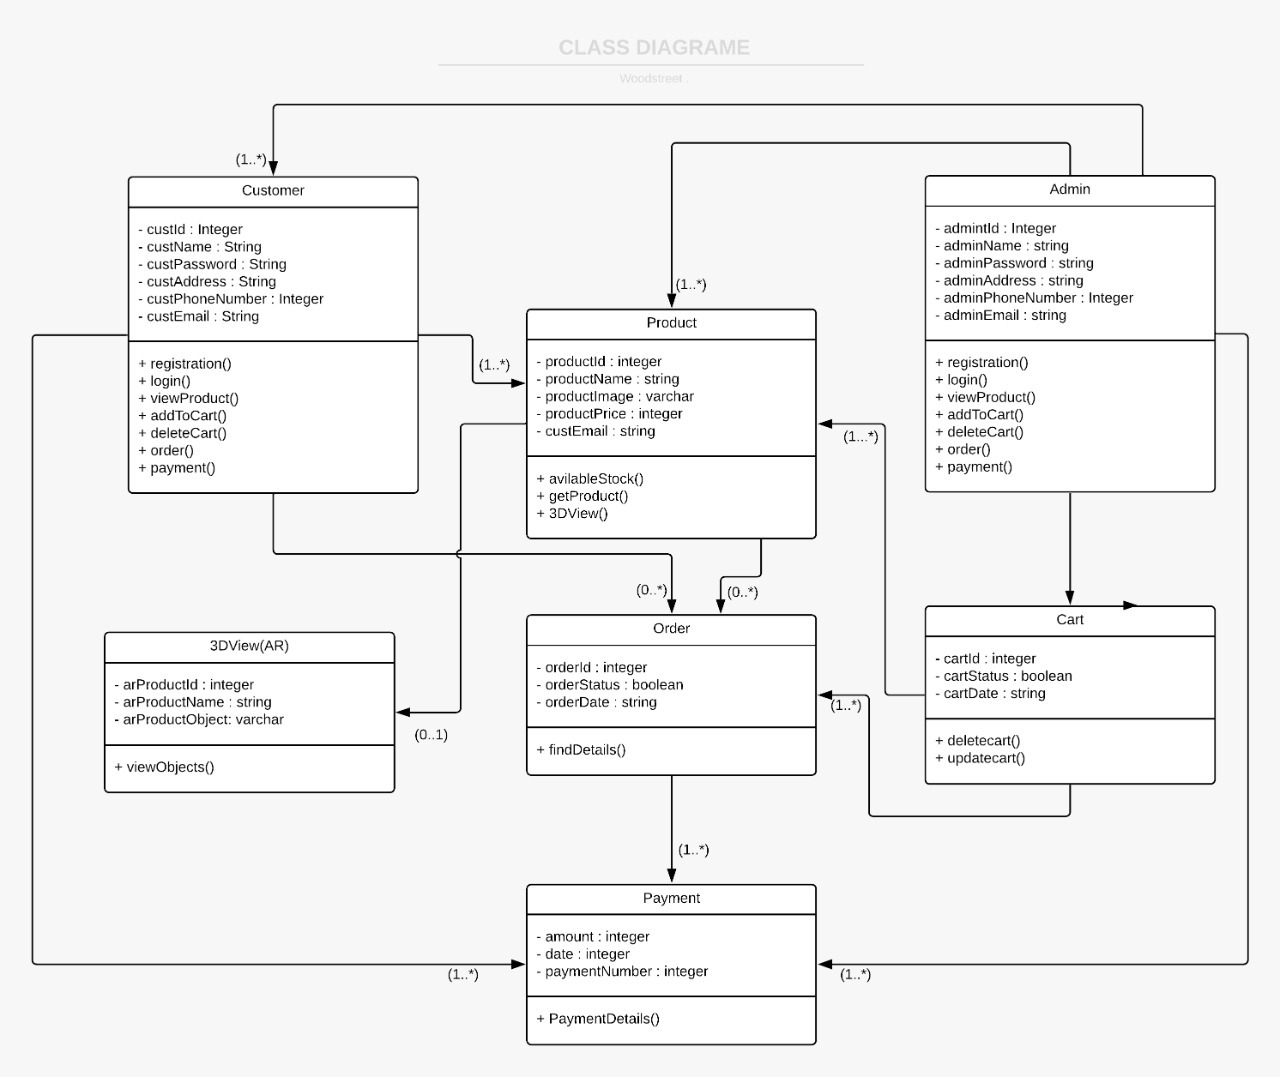 CLASS DIAGRAME
Woodstreet .
(1..*)
Customer
- custId : Integer
- custName : String
- custPassword : String
- custAddress : String
- custPhoneNumber : Integer
- custEmail : String
+ registration()
+ login()
+ viewProduct()
+ addToCart()
+ deleteCart()
+ order()
+ payment()
(1..*)
(1..*)
Product
- productId : integer
- productName : string
- productImage : varchar
- productPrice : integer
- custEmail : string
+ avilableStock()
+ getProduct()
+ 3DView()
Admin
- admintId : Integer
- adminName : string
- adminPassword : string
- adminAddress : string
- adminPhoneNumber : Integer
- adminEmail : string
+ registration()
+ login()
+ viewProduct()
+ addToCart()
+ deleteCart()
+ order()
+ payment()
(1...*)
(0..*)
(0..*)
3DView(AR)
- arProductId : integer
- arProductName : string
- arProductObject: varchar
+ viewObjects()
(0..1)
Order
- orderId : integer
- orderStatus : boolean
- orderDate : string
+ findDetails()
(1..*)
Cart
- cartId : integer
- cartStatus : boolean
- cartDate : string
+ deletecart()
+ updatecart()
(1..*)
Payment
- amount : integer
- date : integer
- paymentNumber : integer
+ PaymentDetails()
(1..*)
(1..*)